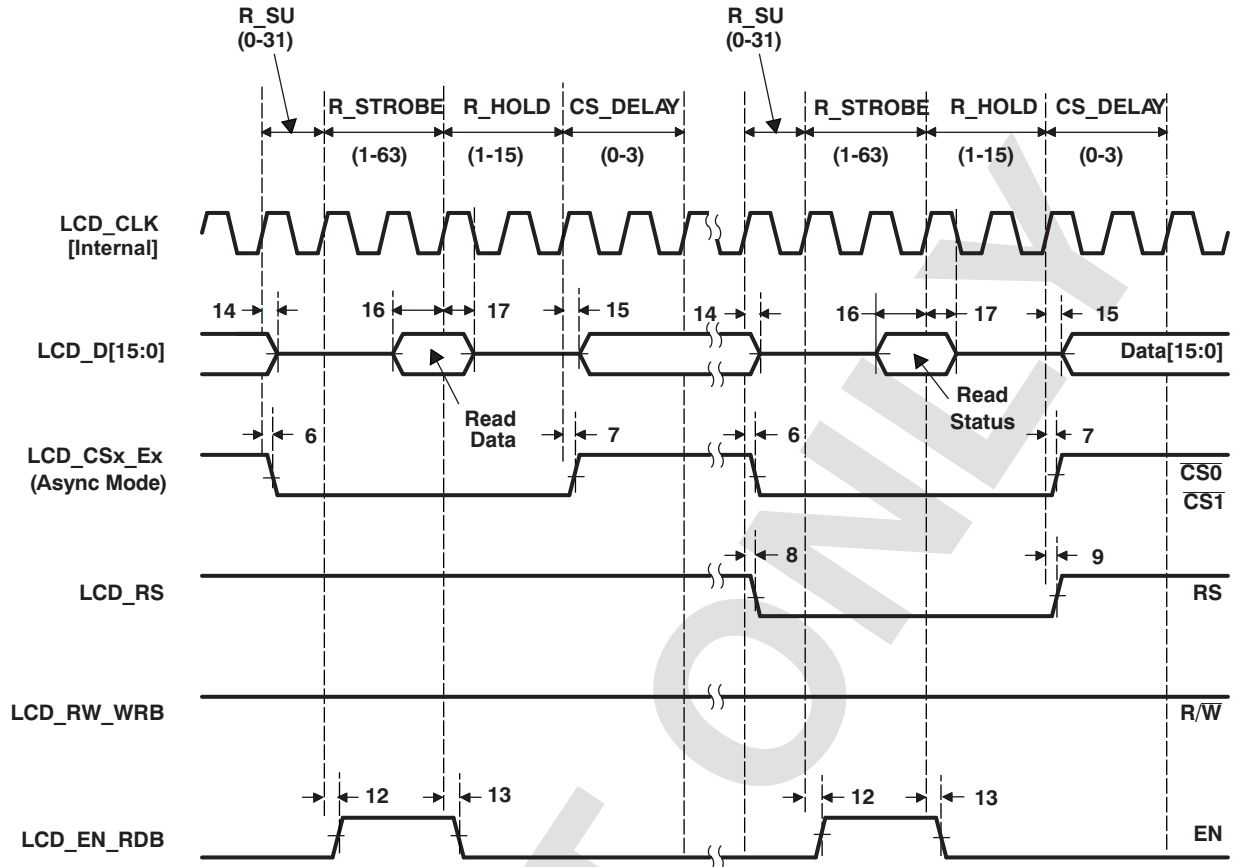 R_SU
(0-31)
R_SU
(0-31)
R_STROBE R_HOLD CS_DELAY
R_STROBE R_HOLD CS_DELAY
(1-63) (1-15) (0-3)
(1-63) (1-15) (0-3)
LCD_CLK
[Internal]
14 16 17 15
14 16 17 15
LCD_D[15:0]
Data[15:0]
Read
Data
Read
Status
6 7 6 7
LCD_CSx_Ex
(Async Mode)
CS0
CS1
8 9
LCD_RS
RS
LCD_RW_WRB
R/W
12 13 12 13
LCD_EN_RDB
EN
ONLY